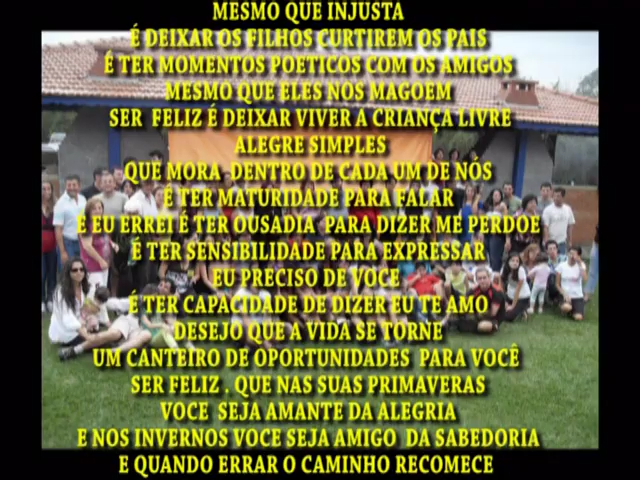 MESMO QUE INJUSTA
É DEIXAR OS FILHOS CURTIREM OS PAIS
É TER MOMENTOS POETICOS COM OS AMIGOS
MESMO QUE ELES NOS MAGOEM
SER FELIZ É DEIXAR VIVER A CRIANÇA LIVRE
ALEGRE SIMPLES
QUE MORA DENTRO DE CADA UM DE NÓS
É TER MATURIDADE PARA FALAR
E EU ERREI É TER OUSADIA PARA DIZER ME PERDOE
É TER SENSIBILIDADE PARA EXPRESSAR
EU PRECISO DE VOCE
É TER CAPACIDADE DE DIZER EU TE AMO
DESEJO QUE A VIDA SE TORNE
UM CANTEIRO DE OPORTUNIDADES PARA VOCÊ
SER FELIZ . QUE NAS SUAS PRIMAVERAS
VOCE SEJA AMANTE DA ALEGRIA
E NOS INVERNOS VOCE SEJA AMIGO DA SABEDORIA
E QUANDO ERRAR O CAMINHO RECOMECE